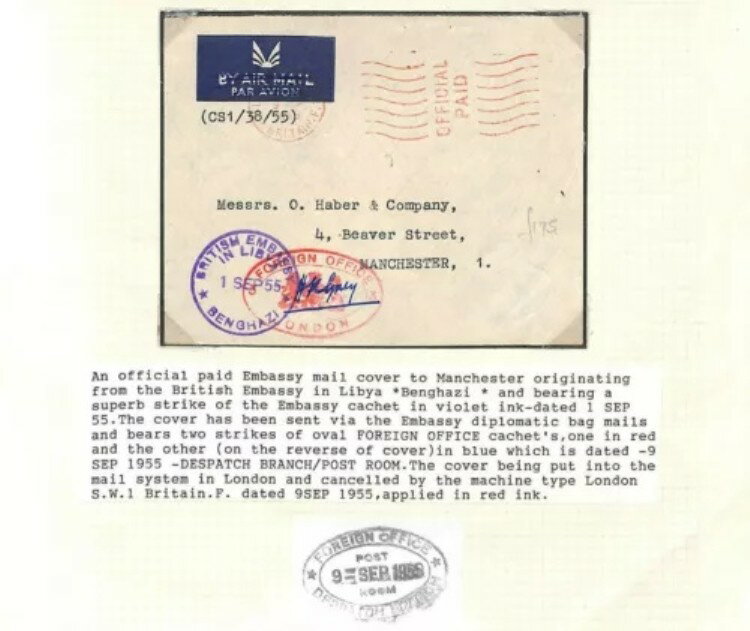 BY AIR MAIL
PAR AVION
OFFICIAL
PAID
BRITAIN.F.
(CS1/38/55)
Messrs. O. Haber & Company,
4, Beaver Street,
MANCHESTER, 1.
£175
BRITISH EMBASSY
IN LIBYA
1 SEP 55
BENGHAZI
FOREIGN OFFICE
LONDON
An official paid Embassy mail cover to Manchester originating
from the British Embassy in Libya *Benghazi * and bearing a
superb strike of the Embassy cachet in violet ink-dated 1 SEP
55.The cover has been sent via the Embassy diplomatic bag mails
and bears two strikes of oval FOREIGN OFFICE cachet's,one in red
and the other (on the reverse of cover)in blue which is dated -9
SEP 1955 -DESPATCH BRANCH/POST ROOM.The cover being put into the
mail system in London and cancelled by the machine type London
S.W.1 Britain.F. dated 9SEP 1955,applied in red ink.
FOREIGN OFFICE
POST
9-SEP 1955
ROOM
DESPATCH BRANCH